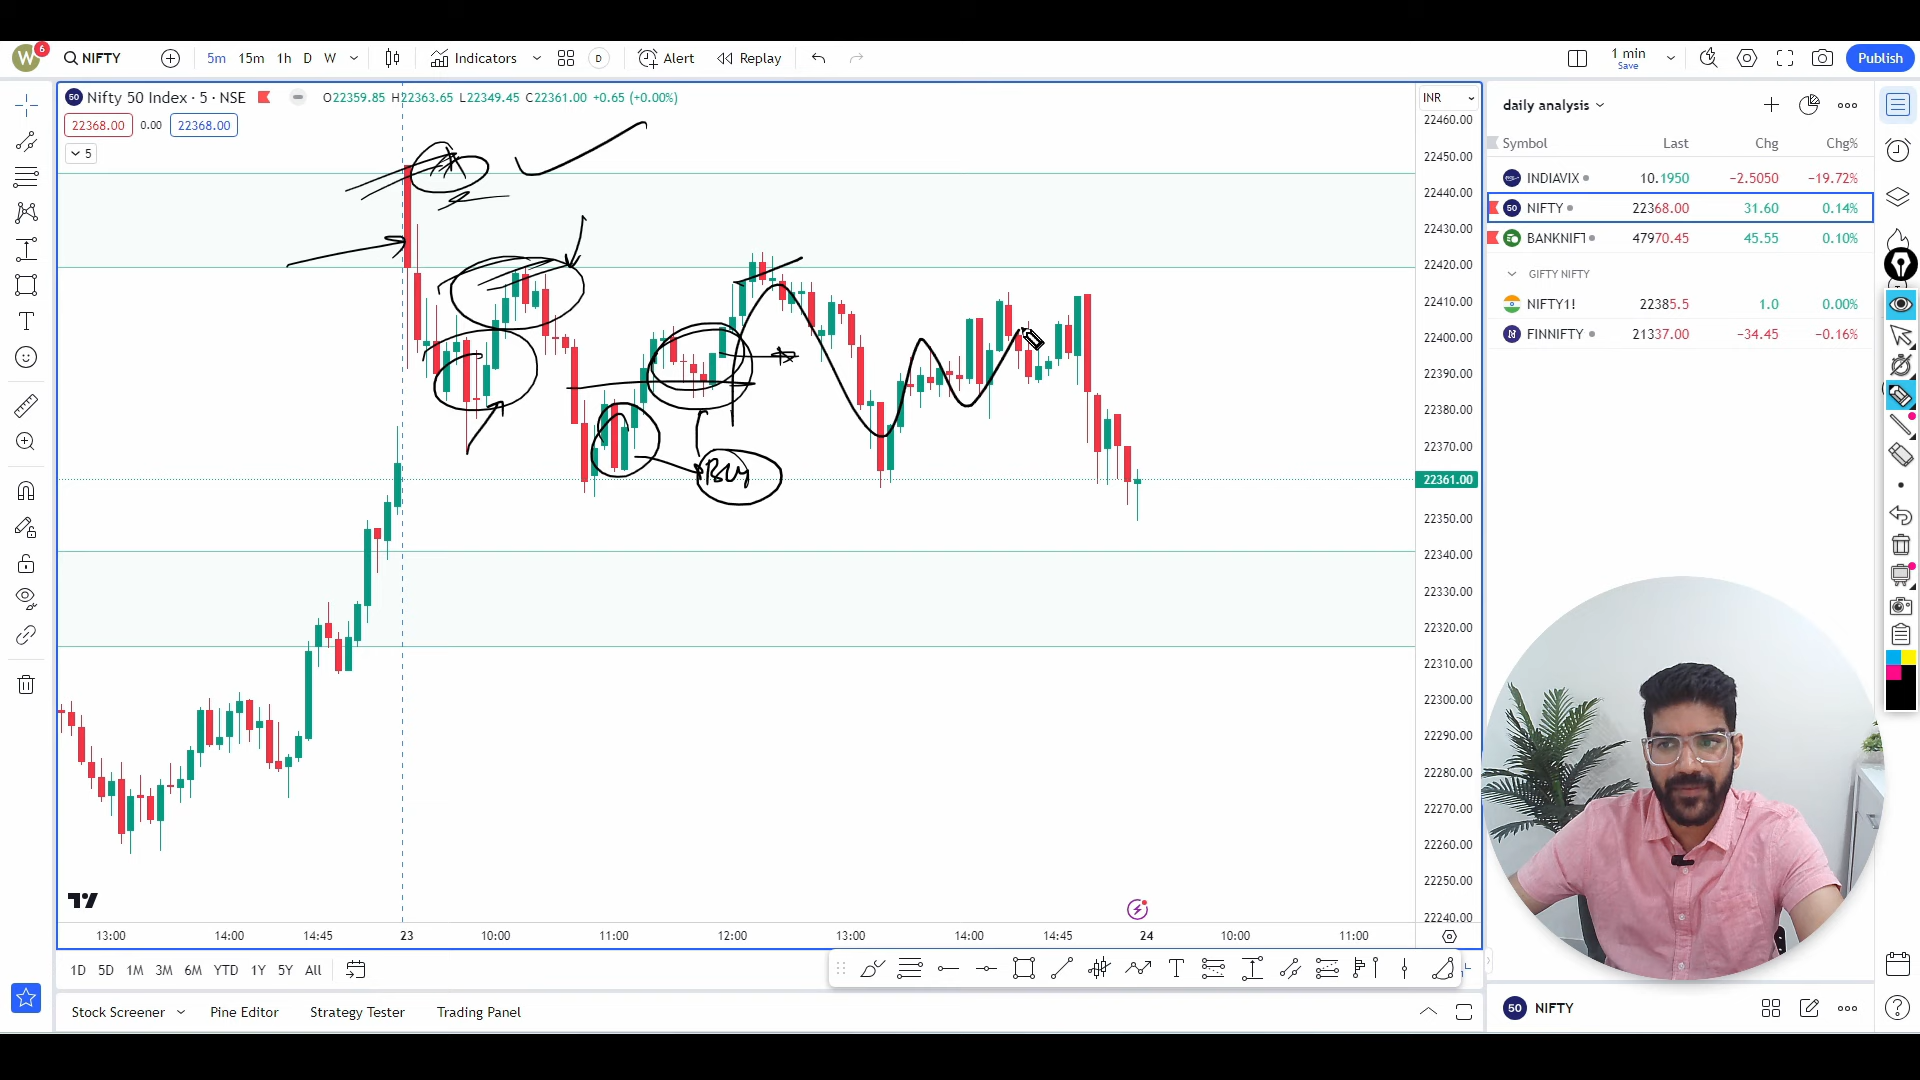 W 6 NIFTY 5m 15m 1h D W Indicators D Alert Replay 1 min Save Publish
50 Nifty 50 Index · 5 · NSE O22359.85 H22363.65 L22349.45 C22361.00 +0.65 (+0.00%) INR
22368.00 0.00 22368.00
5
22460.00
22450.00
22440.00
22430.00
22420.00
22410.00
22400.00
22390.00
22380.00
22370.00
22361.00
22350.00
22340.00
22330.00
22320.00
22310.00
22300.00
22290.00
22280.00
22270.00
22260.00
22250.00
22240.00
Buy
13:00 14:00 14:45 23 10:00 11:00 12:00 13:00 14:00 14:45 24 10:00 11:00
1D 5D 1M 3M 6M YTD 1Y 5Y All
Stock Screener Pine Editor Strategy Tester Trading Panel
daily analysis
Symbol Last Chg Chg%
INDIAVIX 10.1950 −2.5050 −19.72%
50 NIFTY 22368.00 31.60 0.14%
BANKNIFT 47970.45 45.55 0.10%
GIFTY NIFTY
NIFTY1! 22385.5 1.0 0.00%
N FINNIFTY 21337.00 −34.45 −0.16%
50 NIFTY